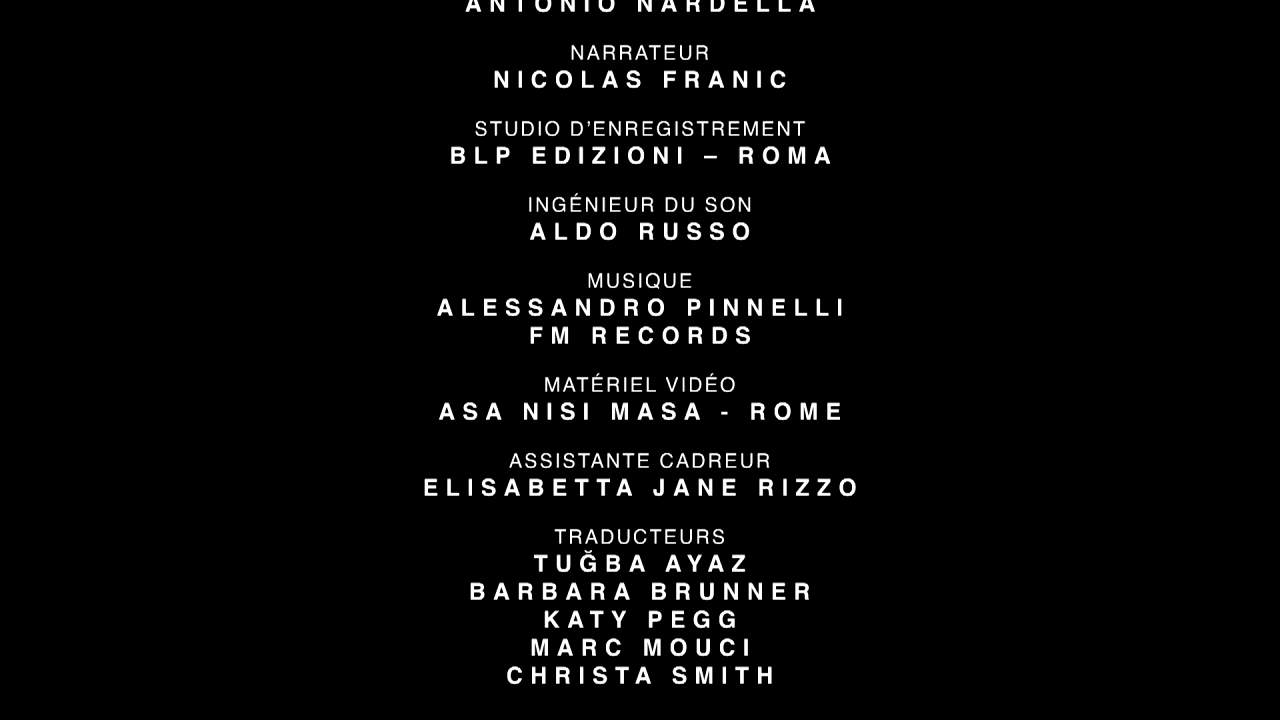 ANTONIO NARDELLA
NARRATEUR
NICOLAS FRANIC
STUDIO D'ENREGISTREMENT
BLP EDIZIONI – ROMA
INGÉNIEUR DU SON
ALDO RUSSO
MUSIQUE
ALESSANDRO PINNELLI
FM RECORDS
MATÉRIEL VIDÉO
ASA NISI MASA - ROME
ASSISTANTE CADREUR
ELISABETTA JANE RIZZO
TRADUCTEURS
TUĞBA AYAZ
BARBARA BRUNNER
KATY PEGG
MARC MOUCI
CHRISTA SMITH